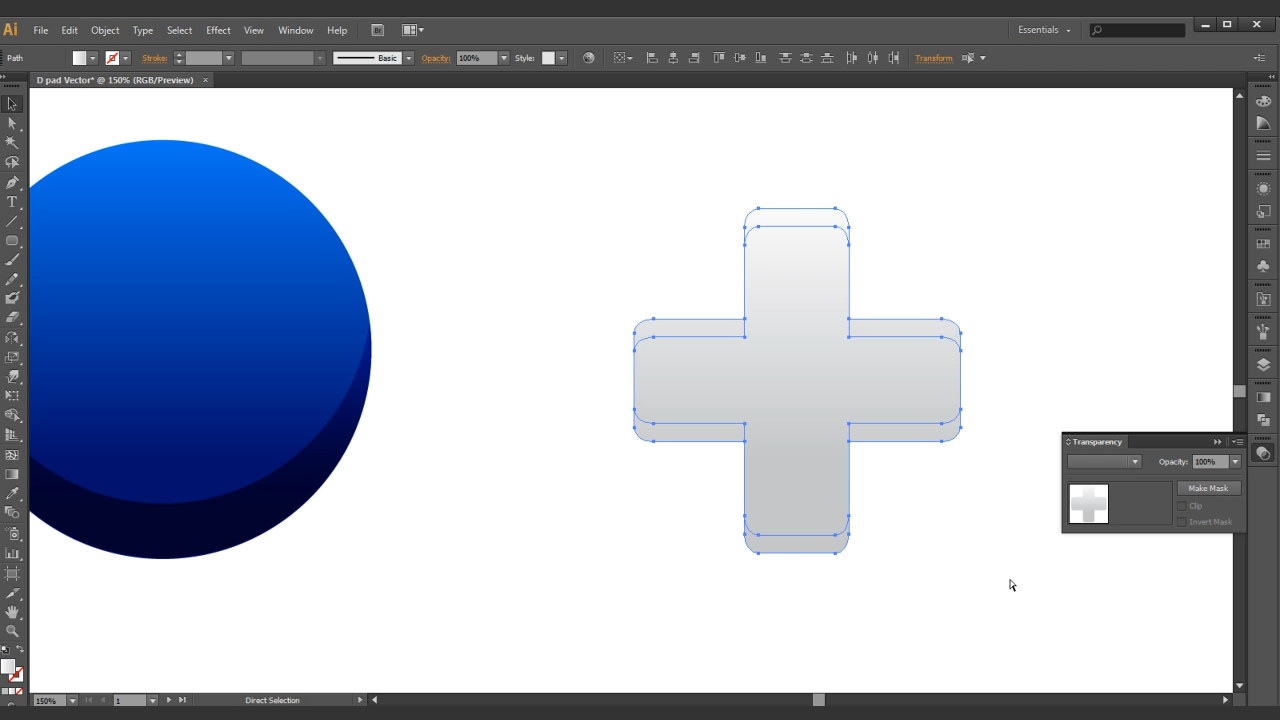 Ai File Edit Object Type Select Effect View Window Help Br Essentials
Path Stroke: Basic Opacity: 100% Style: Transform
D pad Vector* @ 150% (RGB/Preview) ×
T
Transparency
Opacity: 100%
Make Mask
Clip
Invert Mask
150% 1 Direct Selection